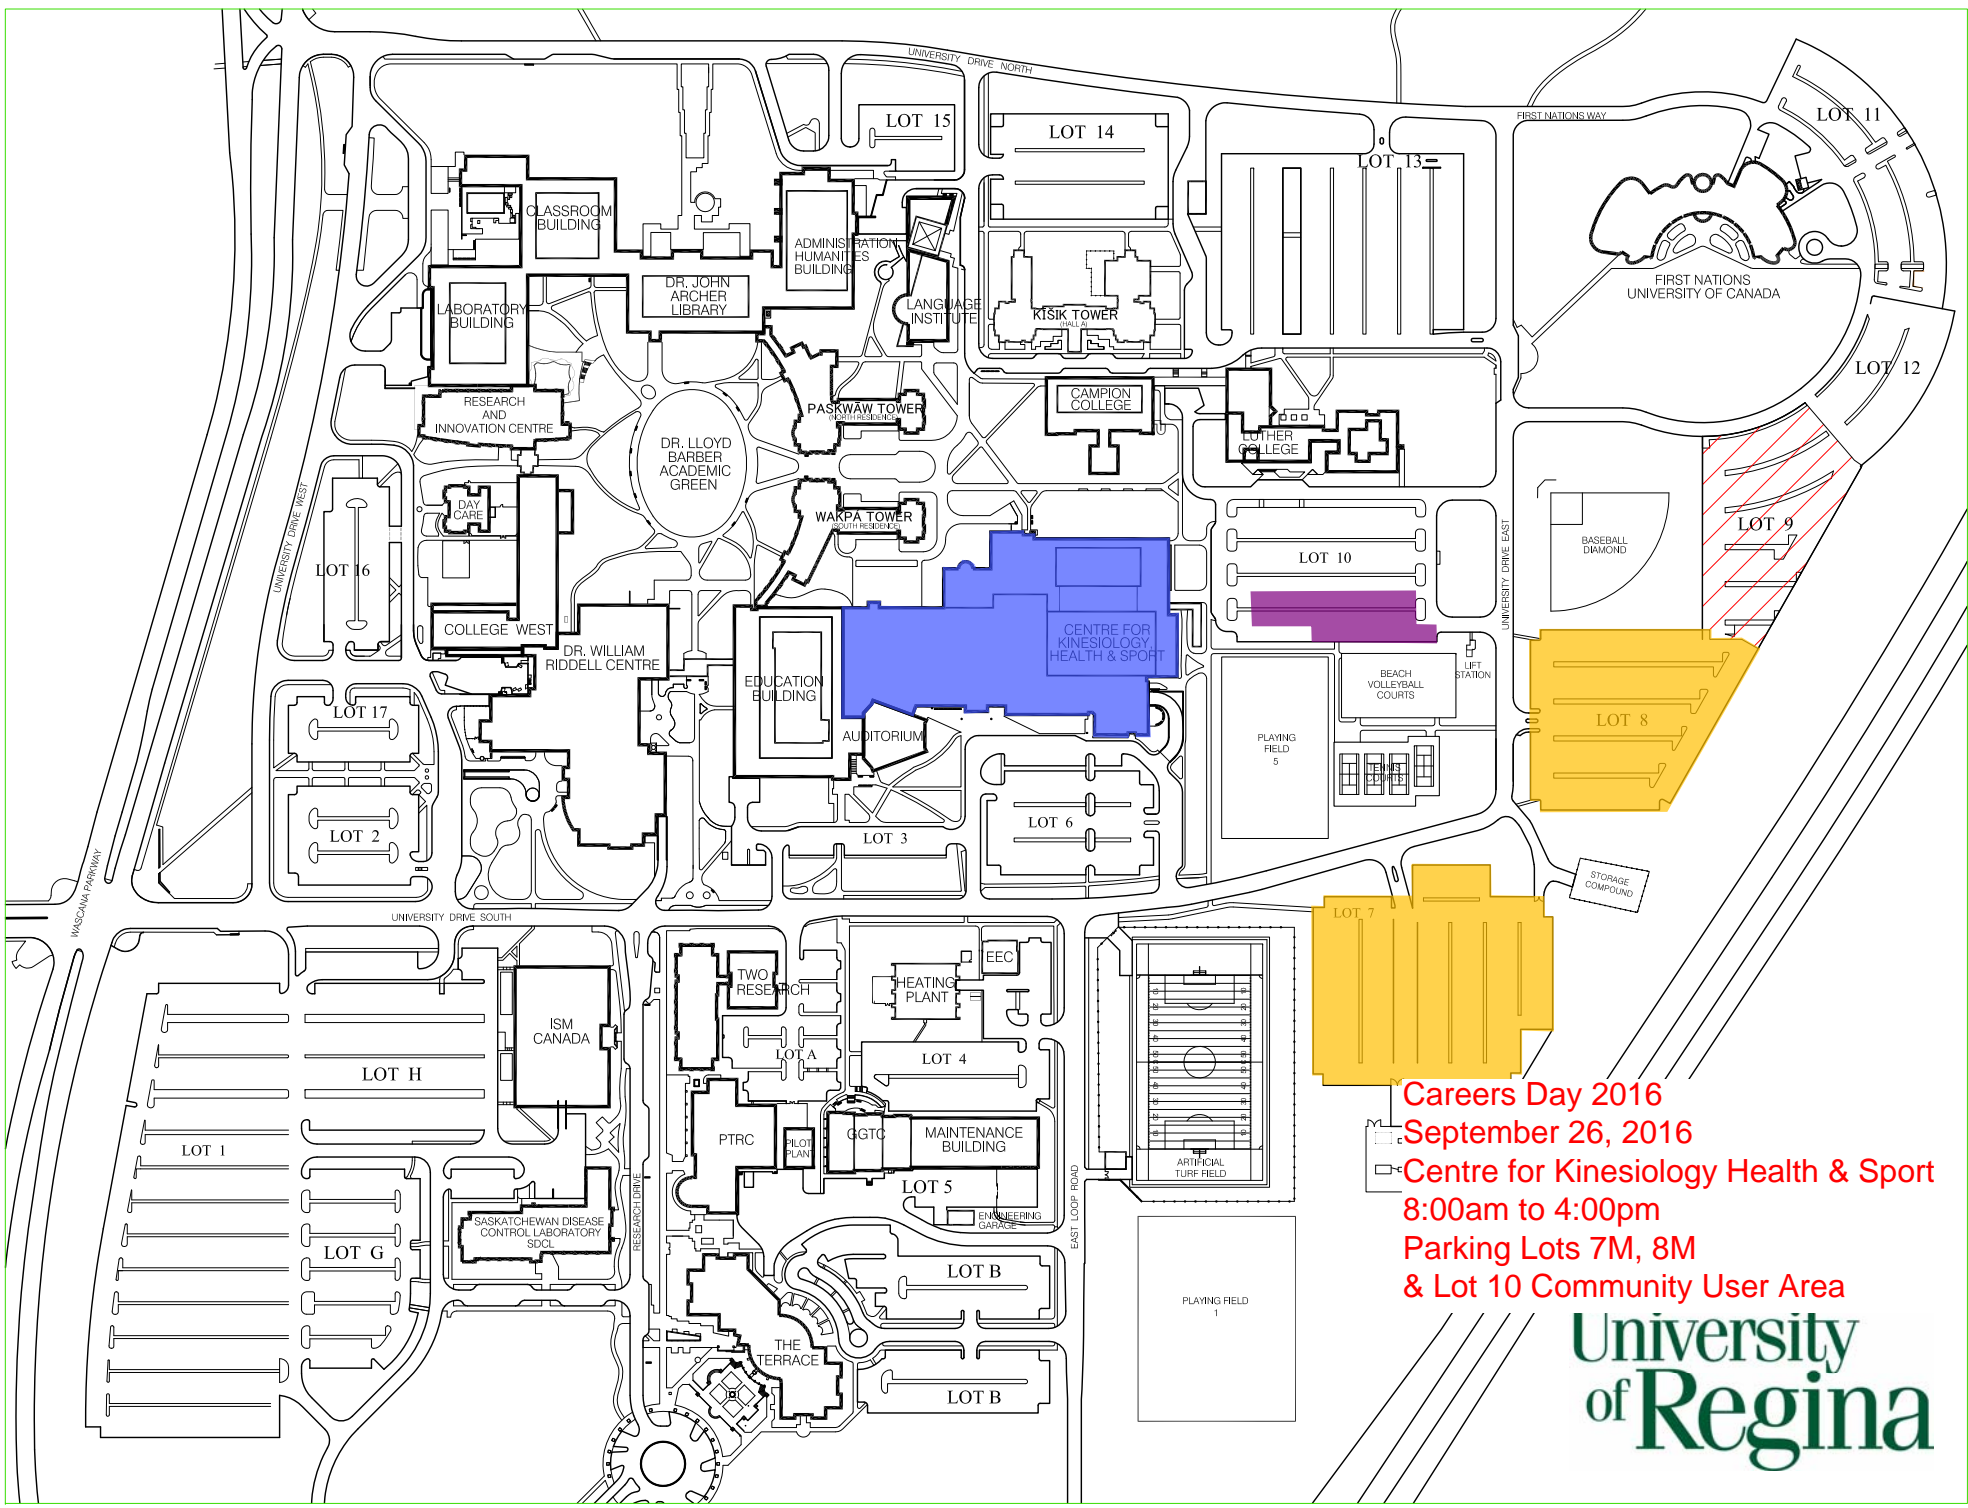 UNIVERSITY DRIVE NORTH
FIRST NATIONS WAY
LOT 11
LOT 15
LOT 14
LOT 13
CLASSROOM
BUILDING
ADMINISTRATION
HUMANITIES
BUILDING
DR. JOHN
ARCHER
LIBRARY
LABORATORY
BUILDING
LANGUAGE
INSTITUTE
KĪSIK TOWER
(HALL A)
FIRST NATIONS
UNIVERSITY OF CANADA
LOT 12
RESEARCH
AND
INNOVATION CENTRE
PASKWĀW TOWER
(NORTH RESIDENCE)
CAMPION
COLLEGE
LUTHER
COLLEGE
DR. LLOYD
BARBER
ACADEMIC
GREEN
DAY
CARE
WAKPÁ TOWER
(SOUTH RESIDENCE)
UNIVERSITY DRIVE WEST
LOT 16
LOT 10
UNIVERSITY DRIVE EAST
BASEBALL
DIAMOND
LOT 9
COLLEGE WEST
DR. WILLIAM
RIDDELL CENTRE
CENTRE FOR
KINESIOLOGY,
HEALTH & SPORT
EDUCATION
BUILDING
BEACH
VOLLEYBALL
COURTS
LIFT
STATION
LOT 17
AUDITORIUM
LOT 8
PLAYING
FIELD
5
TENNIS
COURTS
LOT 2
LOT 3
LOT 6
WASCANA PARKWAY
STORAGE
COMPOUND
UNIVERSITY DRIVE SOUTH
LOT 7
TWO
RESEARCH
HEATING
PLANT
EEC
ISM
CANADA
LOT A
LOT 4
LOT H
PTRC
PILOT
PLANT
GGTC
MAINTENANCE
BUILDING
LOT 1
ARTIFICIAL
TURF FIELD
LOT 5
ENGINEERING
GARAGE
RESEARCH DRIVE
EAST LOOP ROAD
SASKATCHEWAN DISEASE
CONTROL LABORATORY
SDCL
LOT G
LOT B
PLAYING FIELD
1
THE
TERRACE
LOT B
Careers Day 2016
September 26, 2016
Centre for Kinesiology Health & Sport
8:00am to 4:00pm
Parking Lots 7M, 8M
& Lot 10 Community User Area
University
of Regina